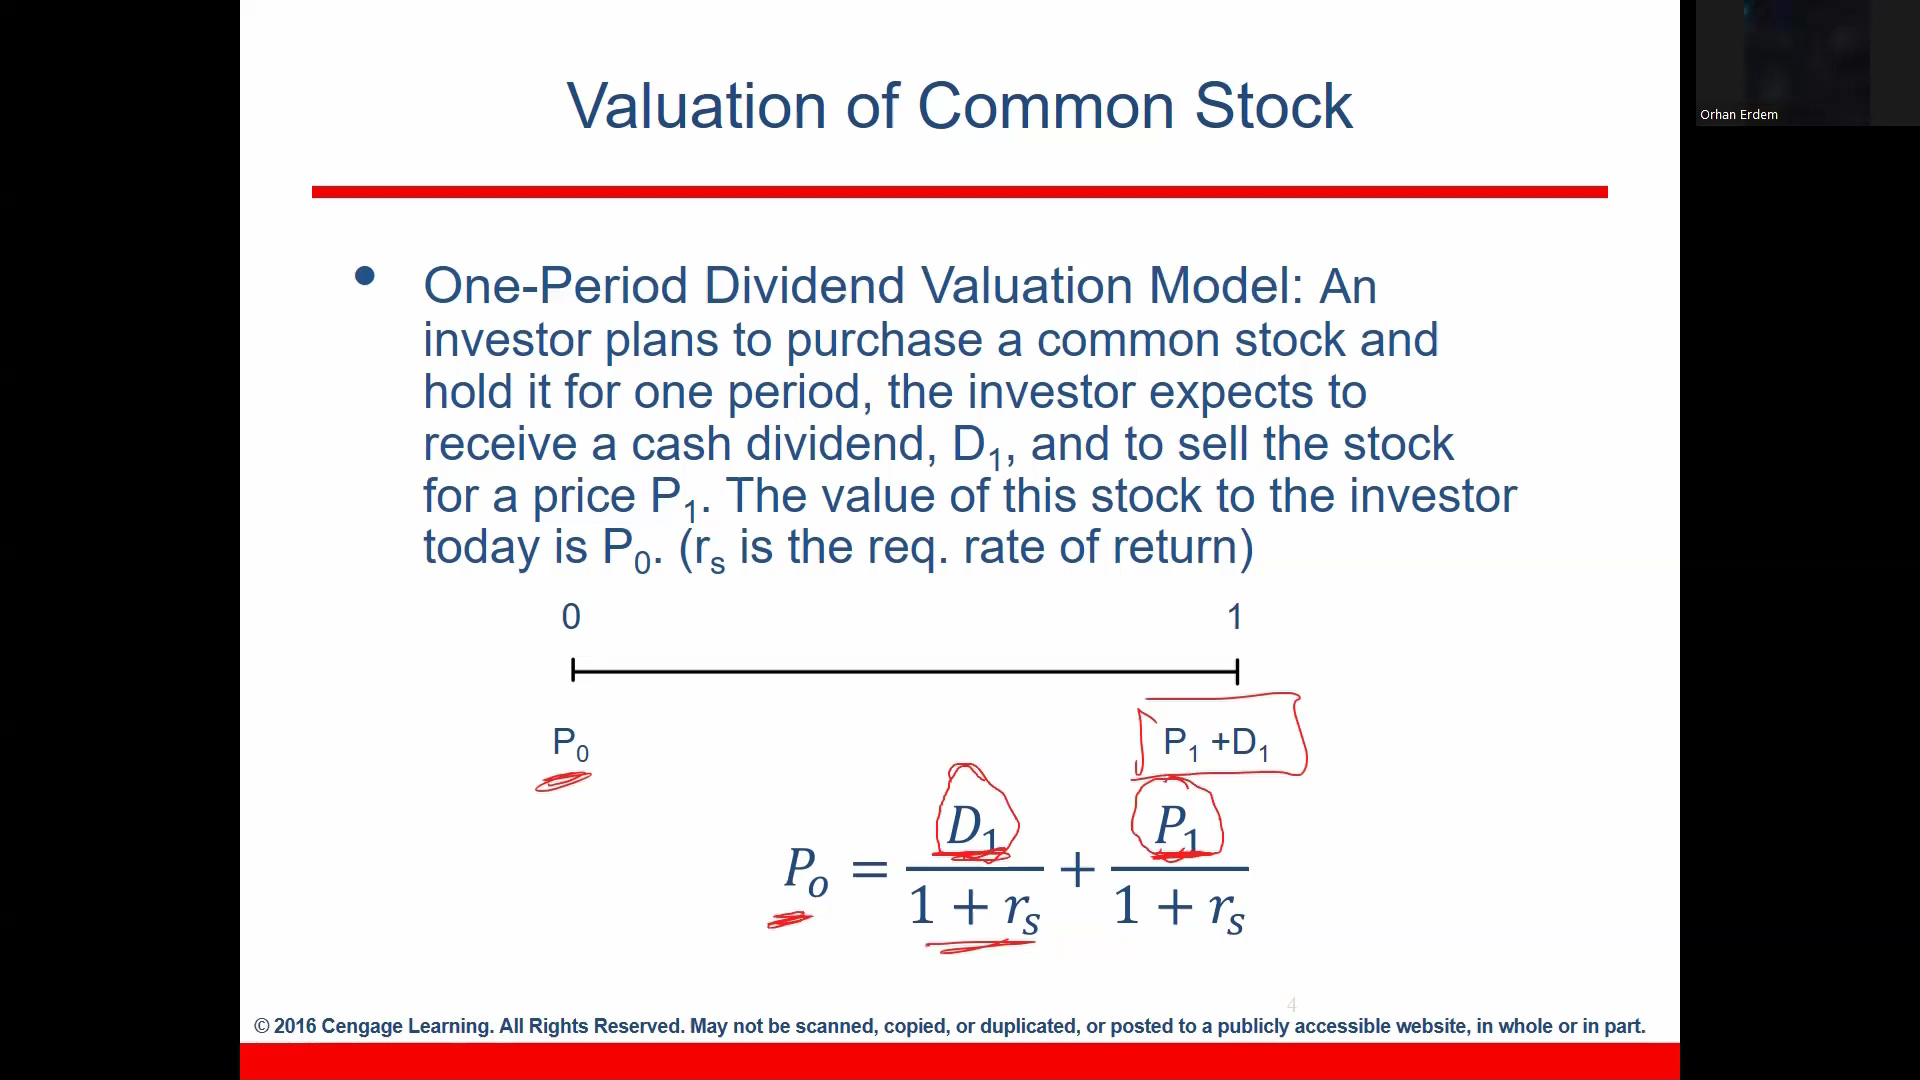 Orhan Erdem
Valuation of Common Stock
• One-Period Dividend Valuation Model: An
investor plans to purchase a common stock and
hold it for one period, the investor expects to
receive a cash dividend, D₁, and to sell the stock
for a price P₁. The value of this stock to the investor
today is P₀. (rₛ is the req. rate of return)
0 1
P₀ P₁ +D₁
Pₒ = D₁/(1 + rₛ) + P₁/(1 + rₛ)
4
© 2016 Cengage Learning. All Rights Reserved. May not be scanned, copied, or duplicated, or posted to a publicly accessible website, in whole or in part.